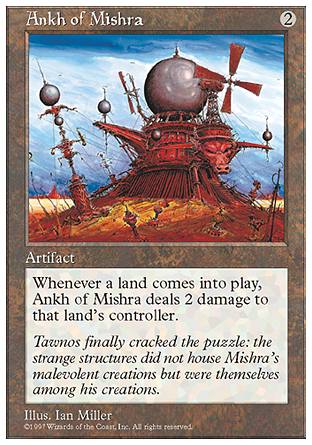 Ankh of Mishra 2
Artifact
Whenever a land comes into play,
Ankh of Mishra deals 2 damage to
that land's controller.
Tawnos finally cracked the puzzle: the
strange structures did not house Mishra's
malevolent creations but were themselves
among his creations.
Illus. Ian Miller
©1997 Wizards of the Coast, Inc. All rights reserved.